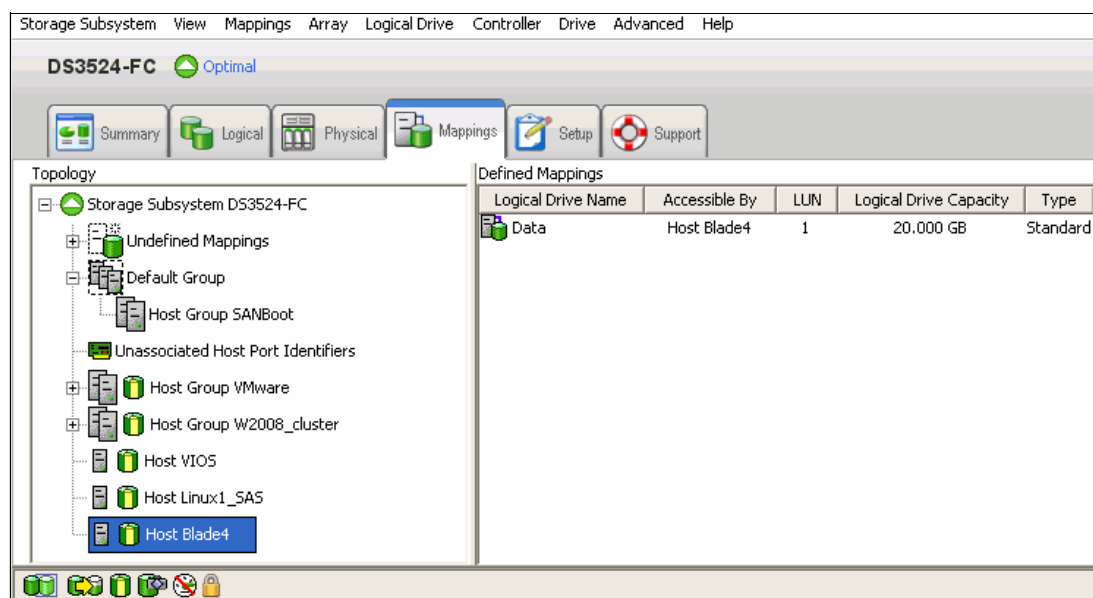 Storage Subsystem View Mappings Array Logical Drive Controller Drive Advanced Help
DS3524-FC Optimal
Summary Logical Physical Mappings Setup Support
Topology
Storage Subsystem DS3524-FC
Undefined Mappings
Default Group
Host Group SANBoot
Unassociated Host Port Identifiers
Host Group VMware
Host Group W2008_cluster
Host VIOS
Host Linux1_SAS
Host Blade4
Defined Mappings
Logical Drive Name Accessible By LUN Logical Drive Capacity Type
Data Host Blade4 1 20.000 GB Standard